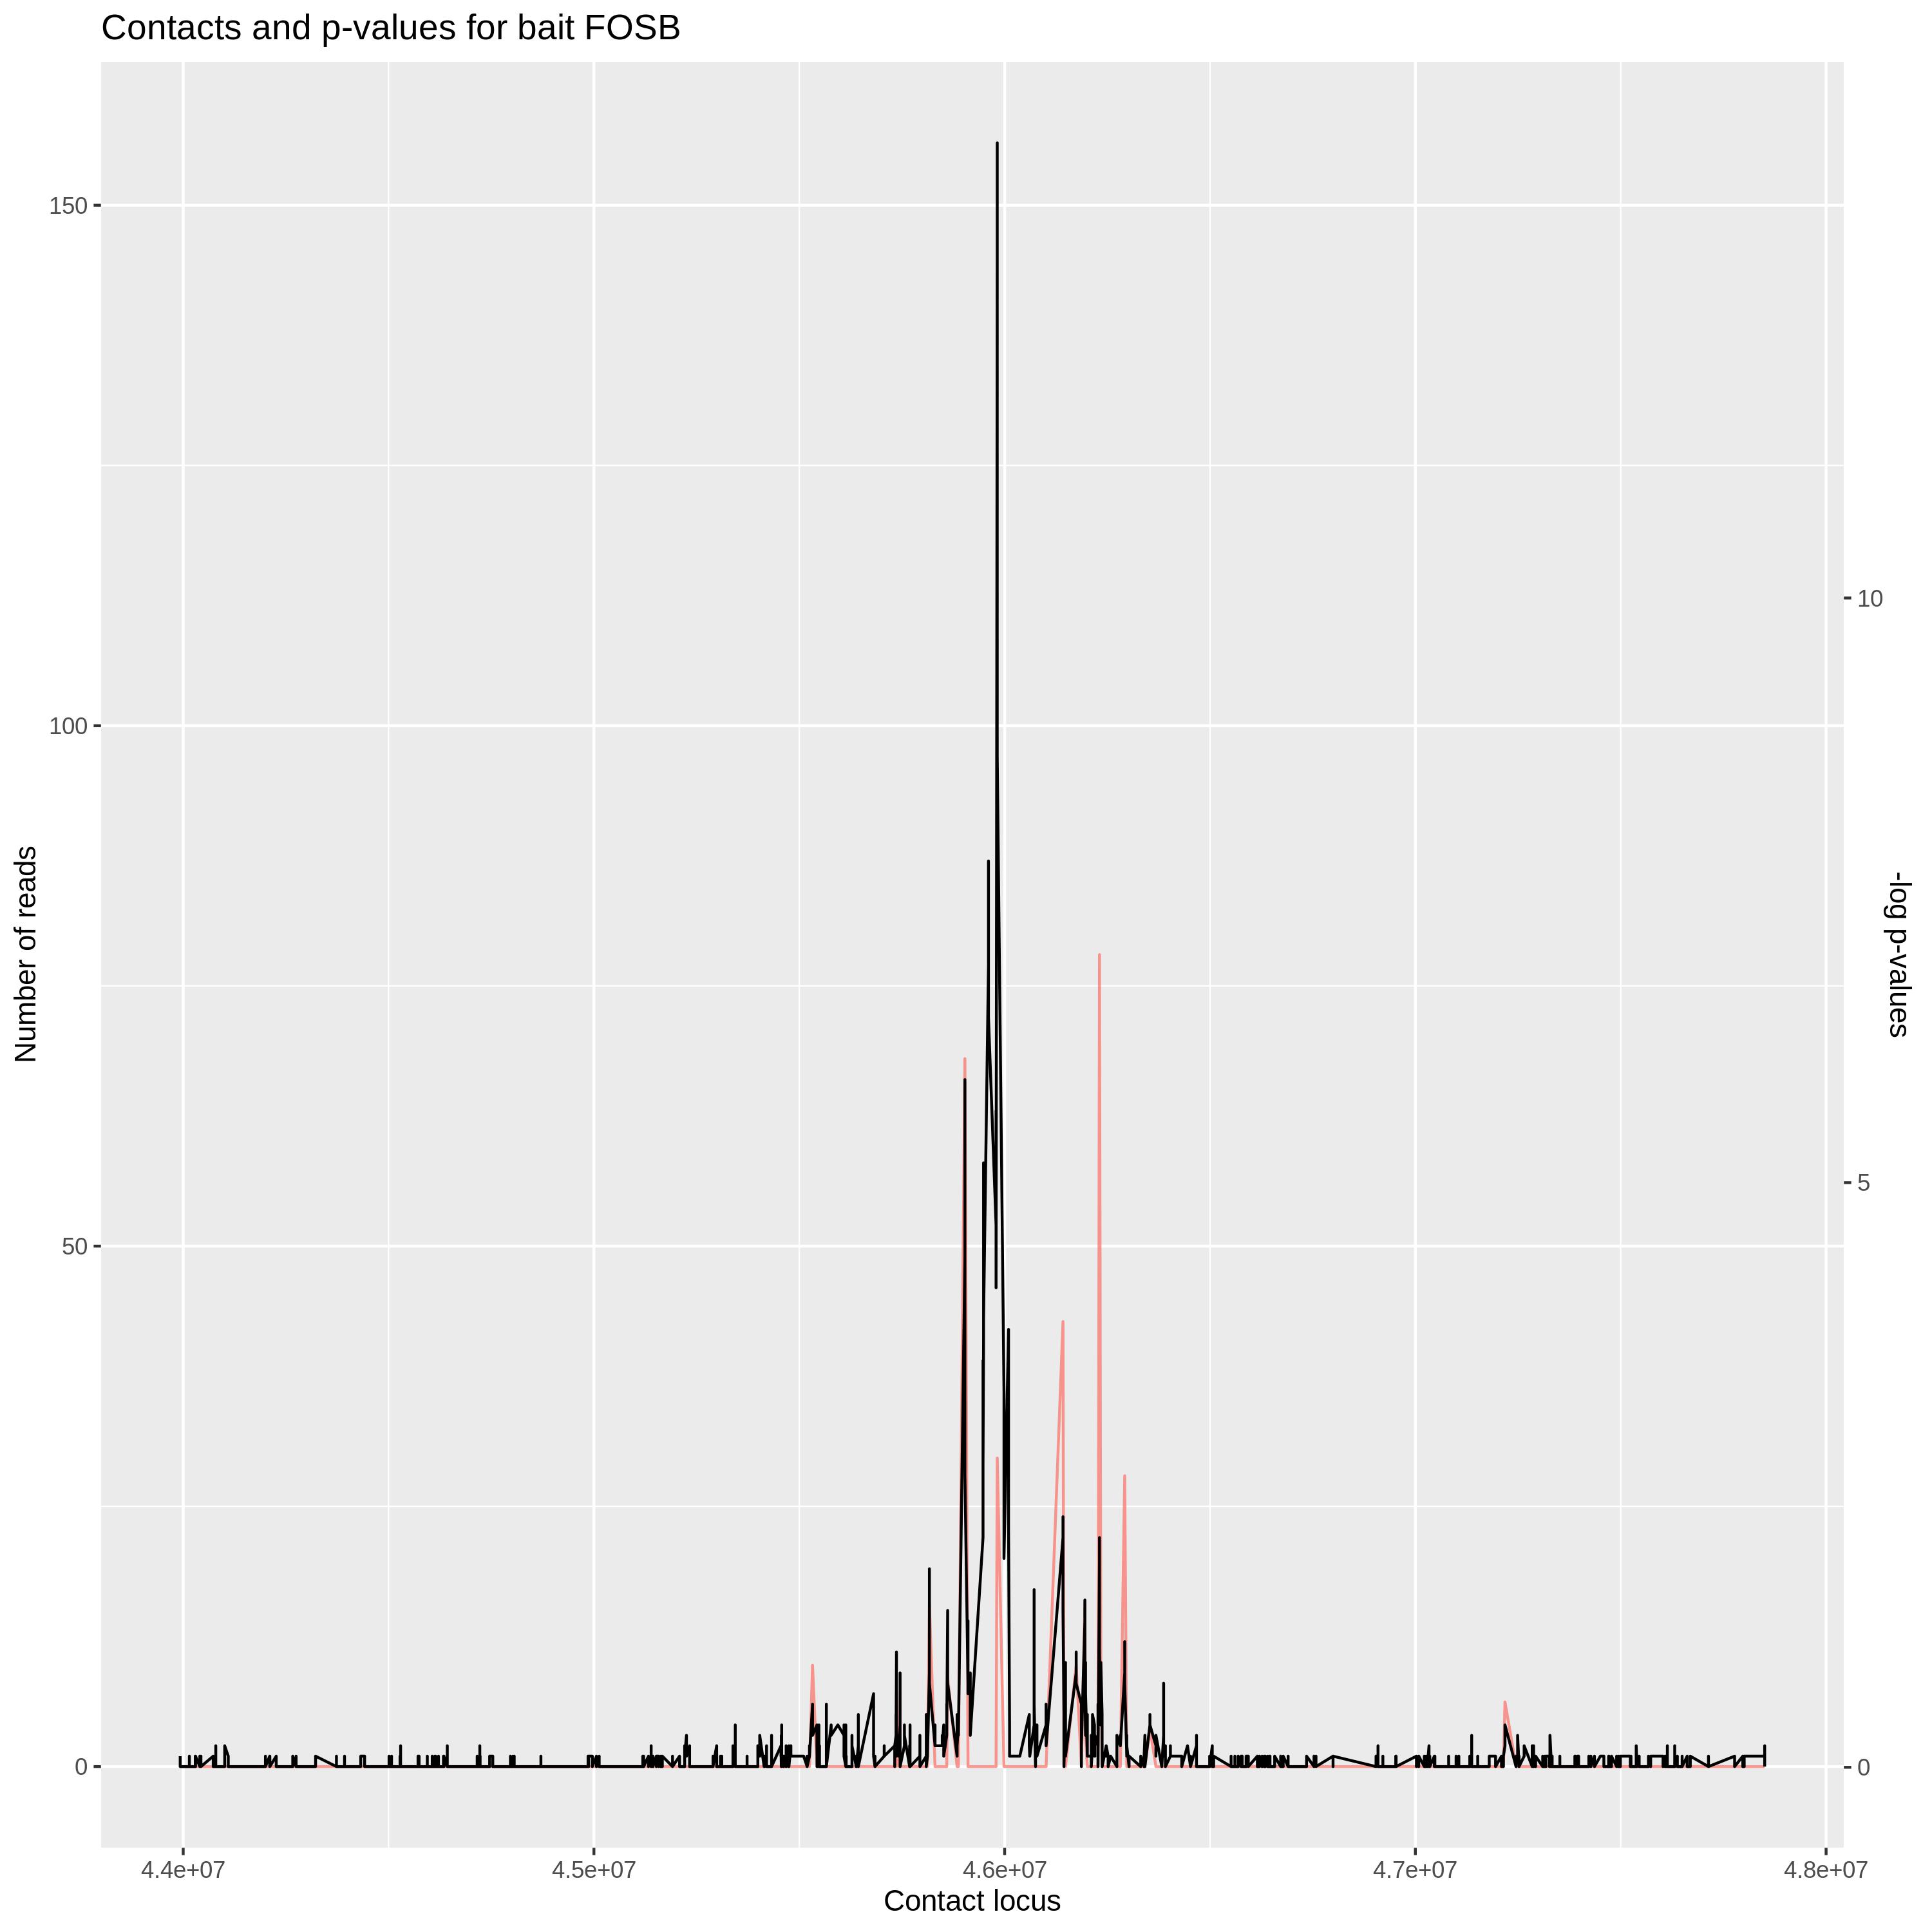 Contacts and p-values for bait FOSB
150
100
50
0
Number of reads
10
5
0
-log p-values
4.4e+07
4.5e+07
4.6e+07
4.7e+07
4.8e+07
Contact locus